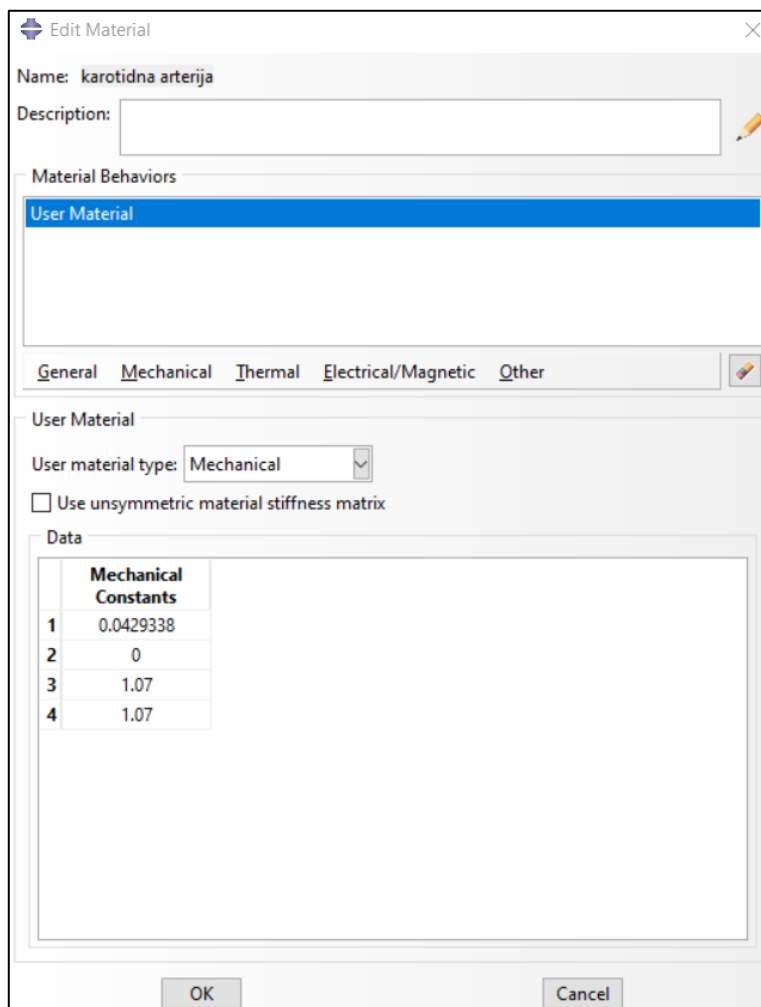 Edit Material
Name: karotidna arterija
Description:
Material Behaviors
User Material
General Mechanical Thermal Electrical/Magnetic Other
User Material
User material type: Mechanical
Use unsymmetric material stiffness matrix
Data
Mechanical
Constants
1 0.0429338
2 0
3 1.07
4 1.07
OK Cancel